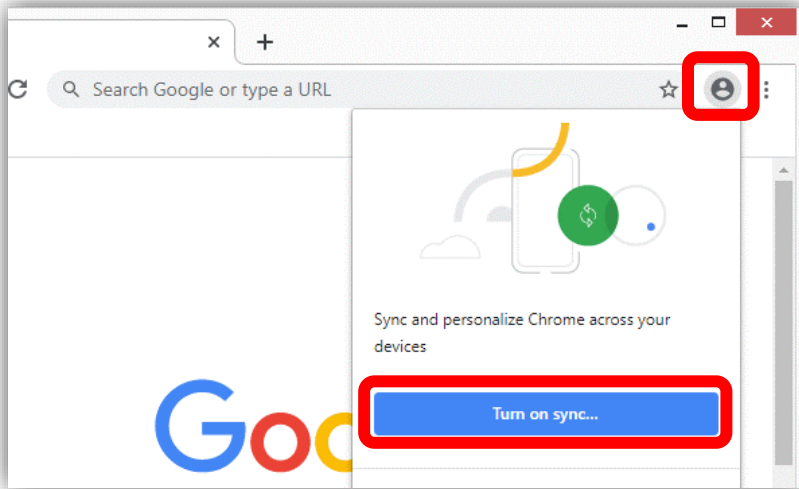 Search Google or type a URL
Sync and personalize Chrome across your
devices
Turn on sync...
Goo